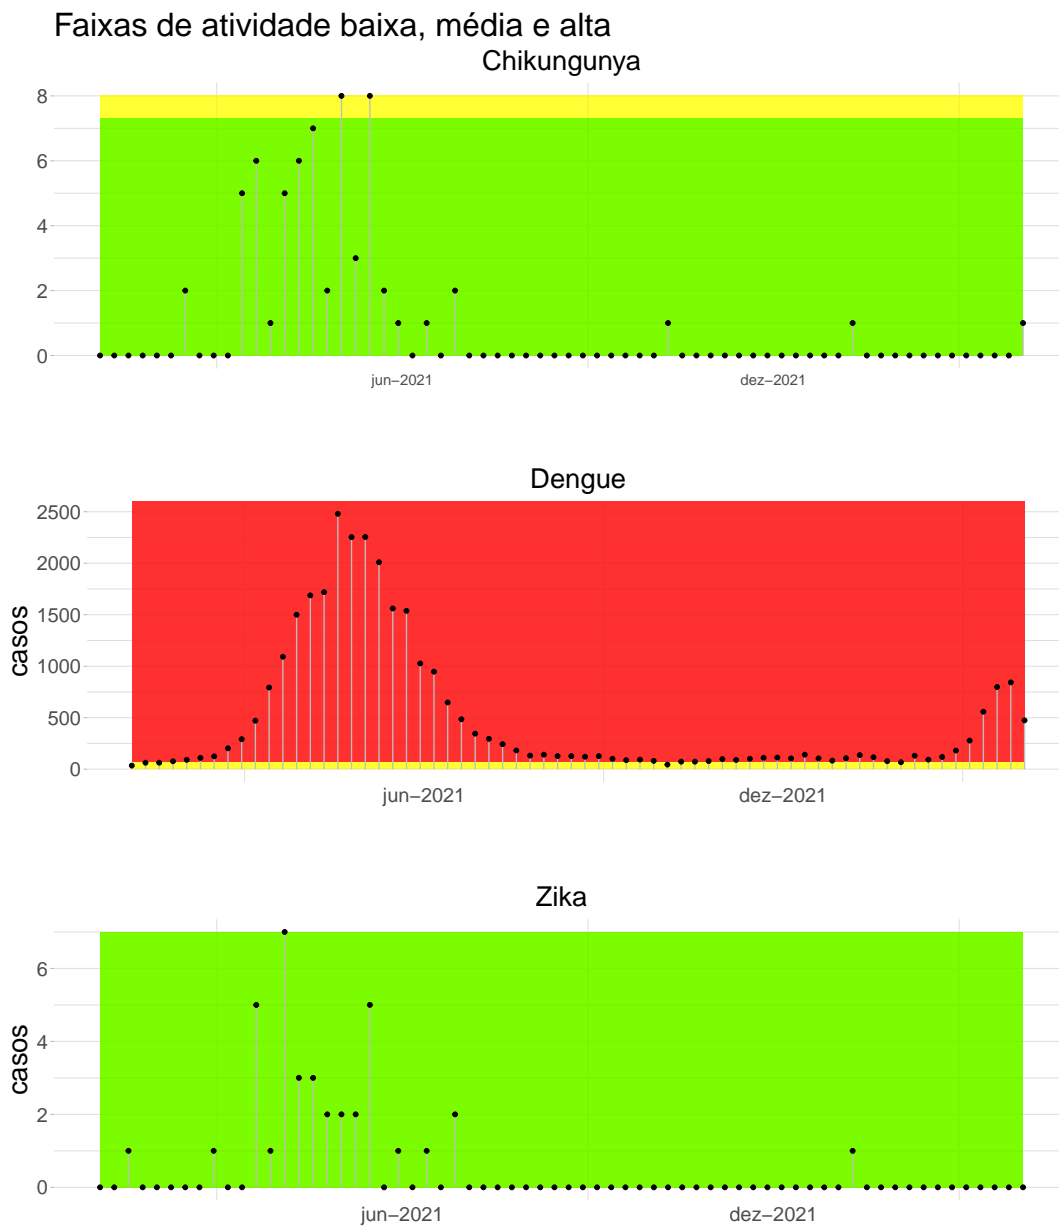 Faixas de atividade baixa, média e alta
Chikungunya
8
6
4
2
0
jun−2021
dez−2021
Dengue
casos
2500
2000
1500
1000
500
0
jun−2021
dez−2021
Zika
casos
6
4
2
0
jun−2021
dez−2021